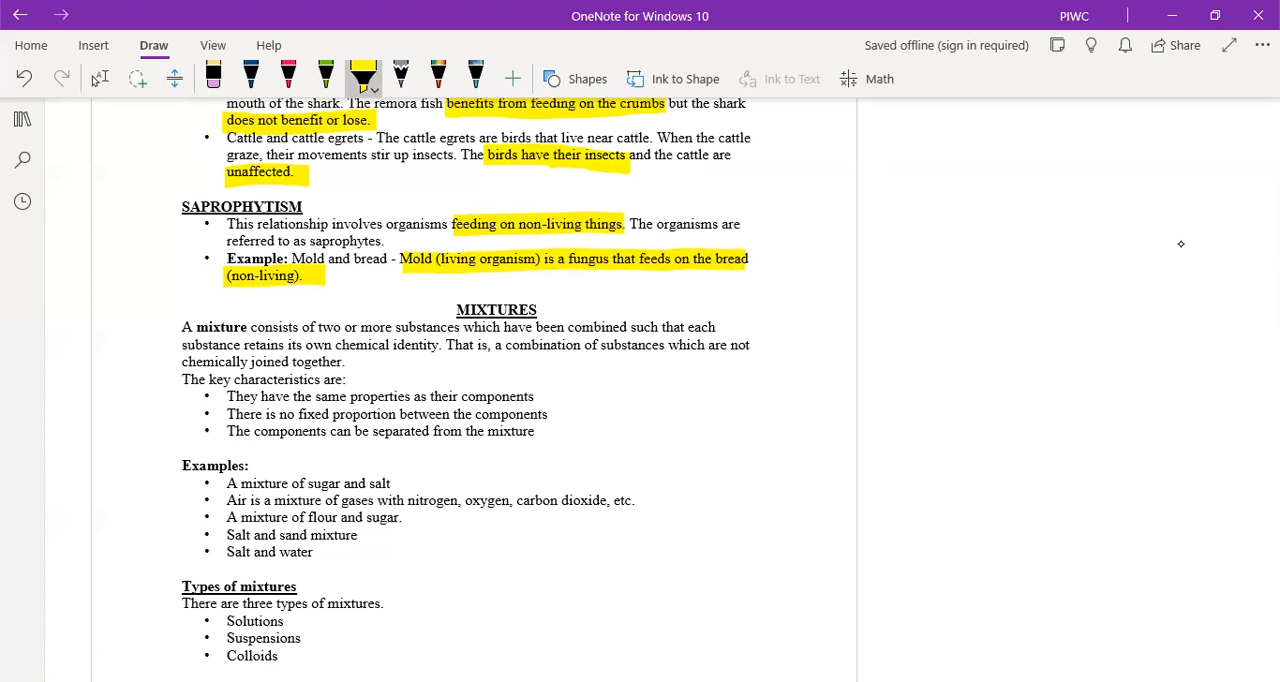 OneNote for Windows 10
PIWC
Home Insert Draw View Help
Saved offline (sign in required)
Share
Shapes
Ink to Shape
Ink to Text
Math
mouth of the shark. The remora fish benefits from feeding on the crumbs but the shark
does not benefit or lose.
• Cattle and cattle egrets - The cattle egrets are birds that live near cattle. When the cattle
graze, their movements stir up insects. The birds have their insects and the cattle are
unaffected.
SAPROPHYTISM
• This relationship involves organisms feeding on non-living things. The organisms are
referred to as saprophytes.
• Example: Mold and bread - Mold (living organism) is a fungus that feeds on the bread
(non-living).
MIXTURES
A mixture consists of two or more substances which have been combined such that each
substance retains its own chemical identity. That is, a combination of substances which are not
chemically joined together.
The key characteristics are:
• They have the same properties as their components
• There is no fixed proportion between the components
• The components can be separated from the mixture
Examples:
• A mixture of sugar and salt
• Air is a mixture of gases with nitrogen, oxygen, carbon dioxide, etc.
• A mixture of flour and sugar.
• Salt and sand mixture
• Salt and water
Types of mixtures
There are three types of mixtures.
• Solutions
• Suspensions
• Colloids